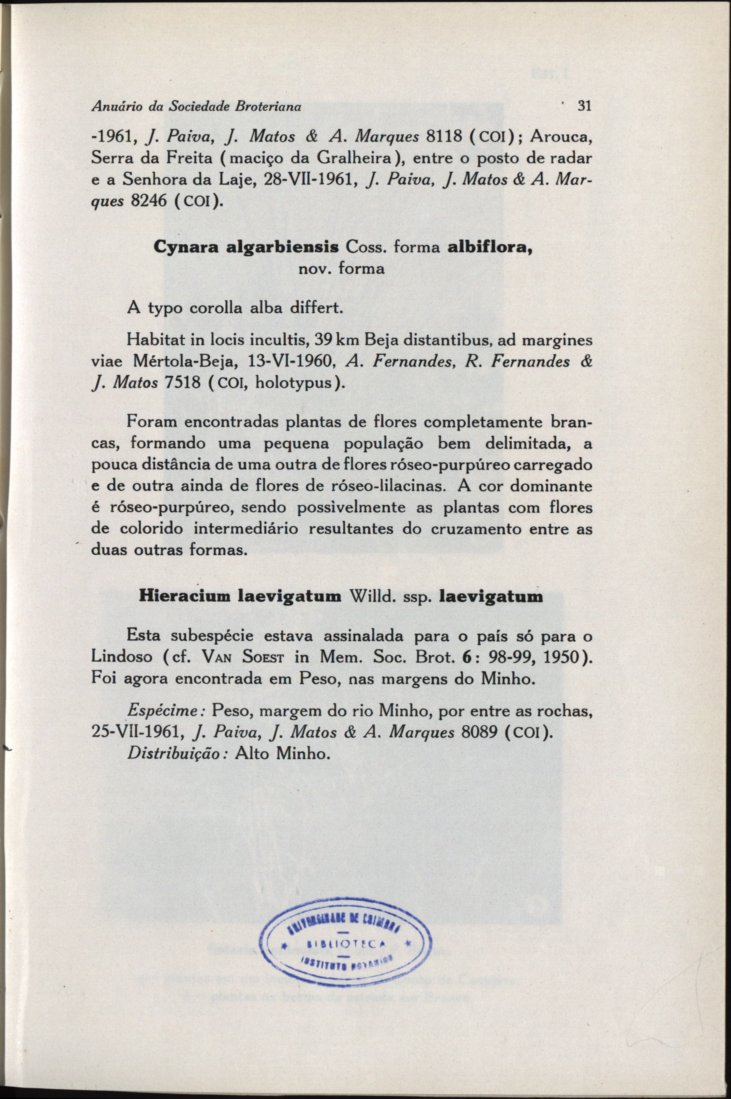 Anuário da Sociedade Broteriana 31
-1961, J. Paiva, J. Matos & A. Marques 8118 (COI); Arouca,
Serra da Freita (maciço da Gralheira), entre o posto de radar
e a Senhora da Laje, 28-VII-1961, J. Paiva, J. Matos & A. Mar-
ques 8246 (COI).
Cynara algarbiensis Coss. forma albiflora,
nov. forma
A typo corolla alba differt.
Habitat in locis incultis, 39 km Beja distantibus, ad margines
viae Mértola-Beja, 13-VI-1960, A. Fernandes, R. Fernandes &
J. Matos 7518 (COI, holotypus).
Foram encontradas plantas de flores completamente bran-
cas, formando uma pequena população bem delimitada, a
pouca distância de uma outra de flores róseo-purpúreo carregado
e de outra ainda de flores de róseo-lilacinas. A cor dominante
é róseo-purpúreo, sendo possìvelmente as plantas com flores
de colorido intermediário resultantes do cruzamento entre as
duas outras formas.
Hieracium laevigatum Willd. ssp. laevigatum
Esta subespécie estava assinalada para o país só para o
Lindoso (cf. VAN SOEST in Mem. Soc. Brot. 6: 98-99, 1950).
Foi agora encontrada em Peso, nas margens do Minho.
Espécime: Peso, margem do rio Minho, por entre as rochas,
25-VII-1961, J. Paiva, J. Matos & A. Marques 8089 (COI).
Distribuição: Alto Minho.
UNIVERSIDADE DE COIMBRA
BIBLIOTECA
INSTITUTO BOTANICO